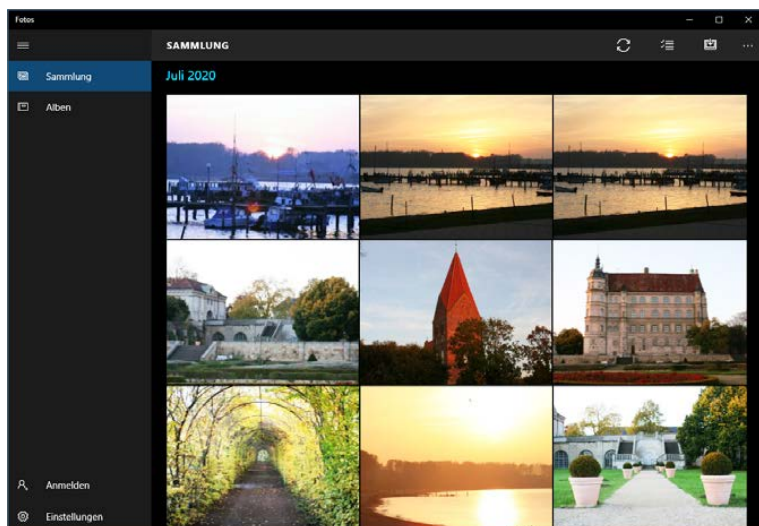 Fotos
SAMMLUNG
Sammlung
Juli 2020
Alben
Anmelden
Einstellungen